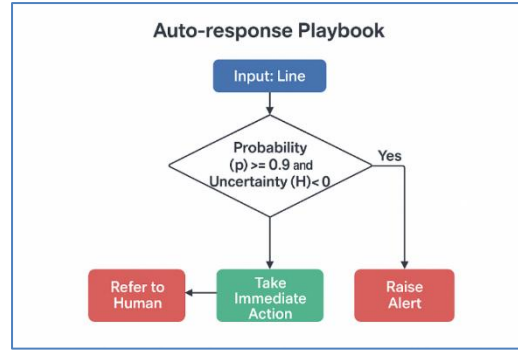 Auto-response Playbook
Input: Line
Probability
(p) >= 0.9 and
Uncertainty (H)< 0
Yes
Refer to
Human
Take
Immediate
Action
Raise
Alert